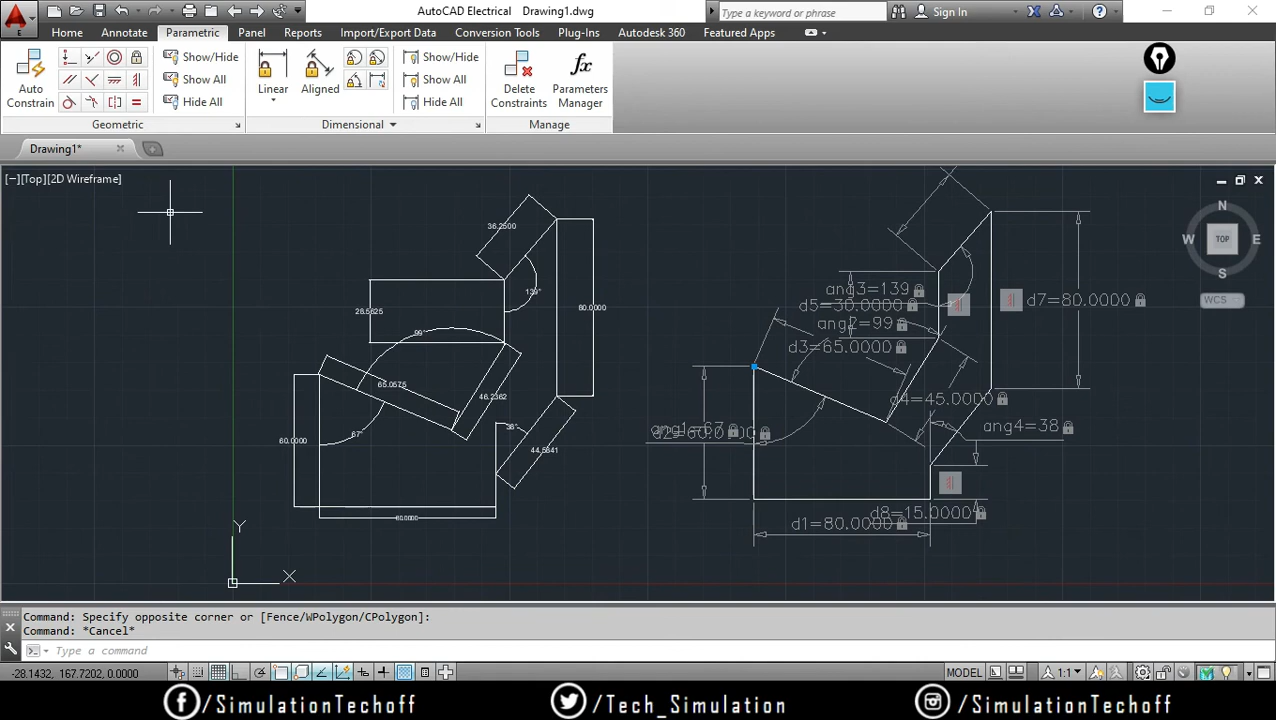 AutoCAD Electrical Drawing1.dwg
Type a keyword or phrase
Sign In
E
Home Annotate Parametric Panel Reports Import/Export Data Conversion Tools Plug-Ins Autodesk 360 Featured Apps
Auto
Constrain
Show/Hide
Show All
Hide All
Geometric
Linear
Aligned
Show/Hide
Show All
Hide All
Dimensional
Delete
Constraints
fx
Parameters
Manager
Manage
Drawing1*
[−][Top][2D Wireframe]
N
W TOP E
S
WCS
36.2500
139°
28.5625
80.0000
99°
65.0575
46.2362
67°
60.0000
38°
44.5841
80.0000
Y
X
ang3=139
d5=30.0000
ang2=99
d3=65.0000
d7=80.0000
d4=45.0000
ang1=67
ang4=38
d8=15.0000
d1=80.0000
Command: Specify opposite corner or [Fence/WPolygon/CPolygon]:
Command: *Cancel*
Type a command
-28.1432, 167.7202, 0.0000
MODEL
1:1
/SimulationTechoff
/Tech_Simulation
/SimulationTechoff